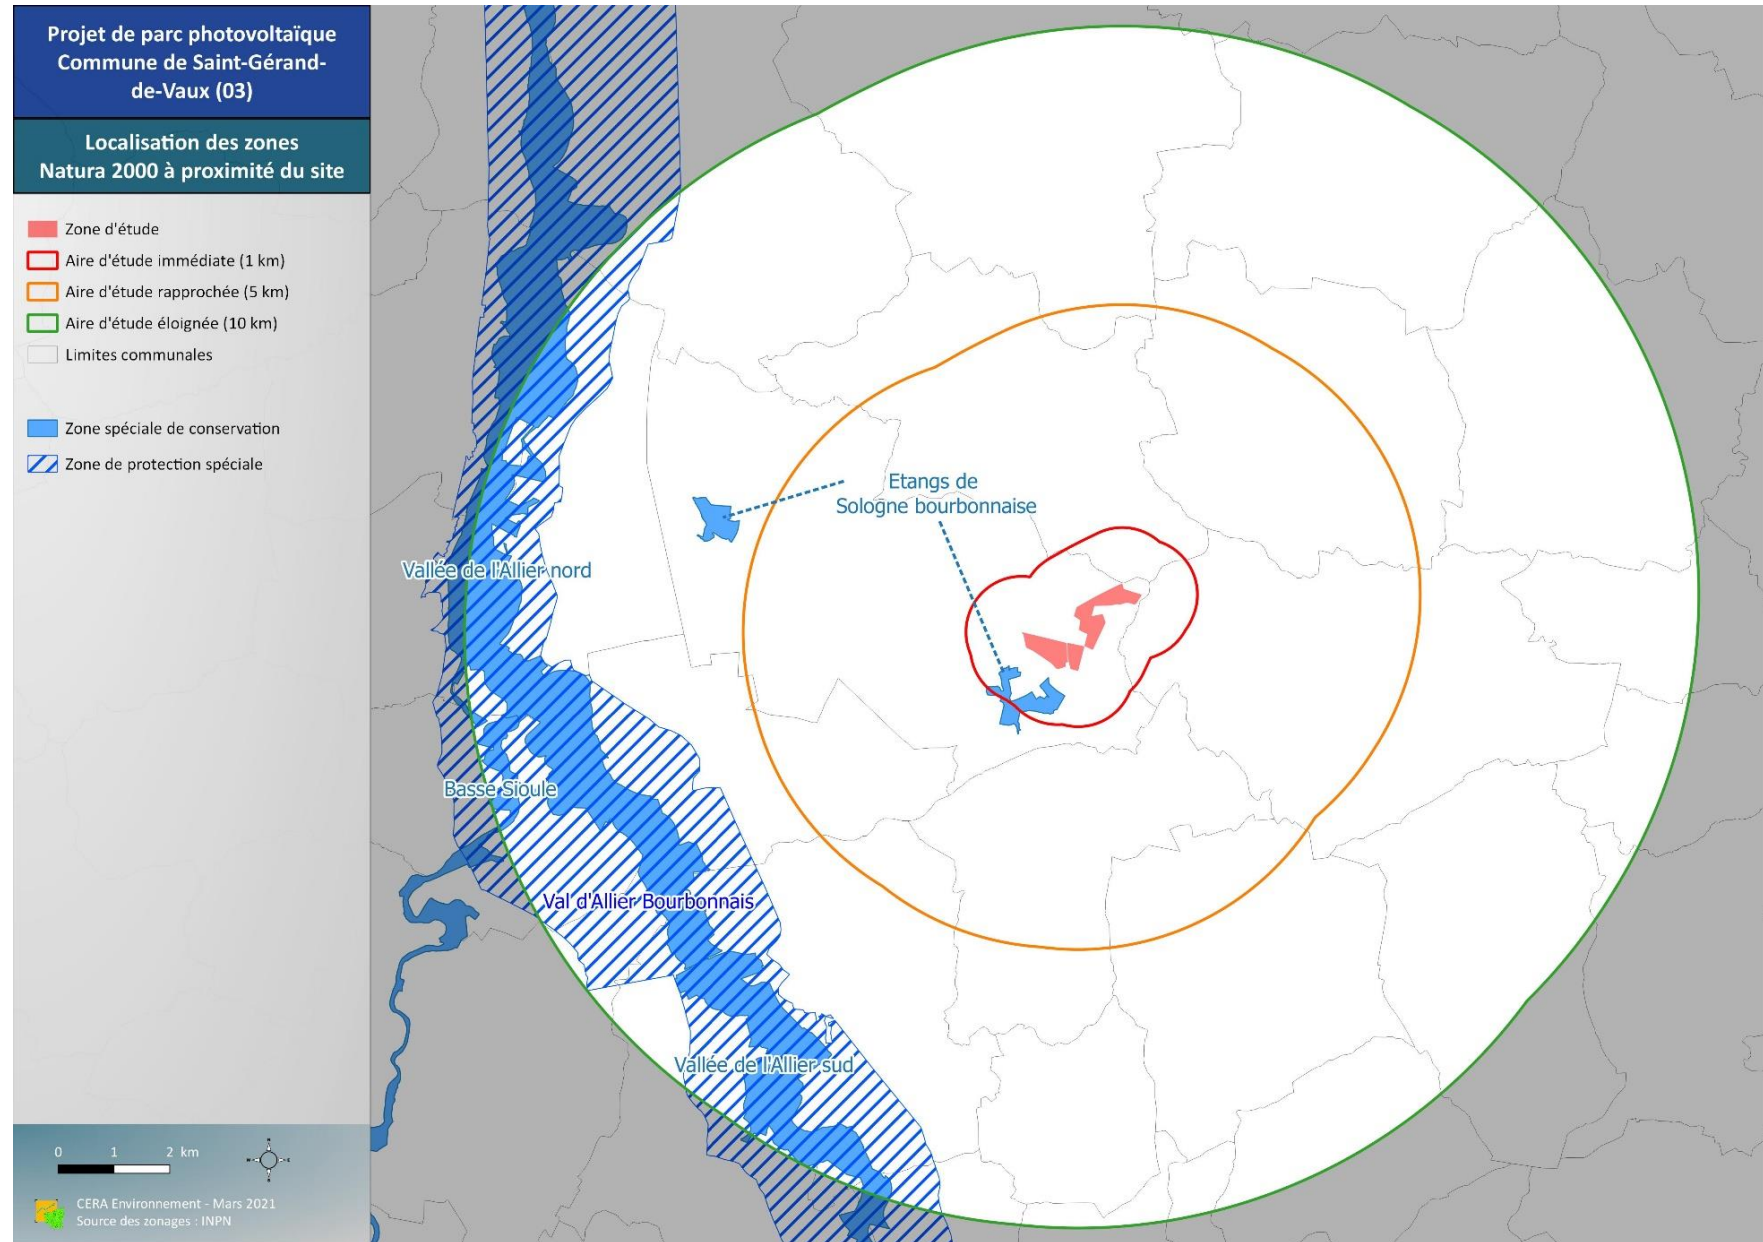 Projet de parc photovoltaïque
Commune de Saint-Gérand-
de-Vaux (03)
Localisation des zones
Natura 2000 à proximité du site
Zone d'étude
Aire d'étude immédiate (1 km)
Aire d'étude rapprochée (5 km)
Aire d'étude éloignée (10 km)
Limites communales
Zone spéciale de conservation
Zone de protection spéciale
Etangs de
Sologne bourbonnaise
Vallée de l'Allier nord
Basse Sioule
Val d'Allier Bourbonnais
Vallée de l'Allier sud
0 1 2 km
CERA Environnement - Mars 2021
Source des zonages : INPN